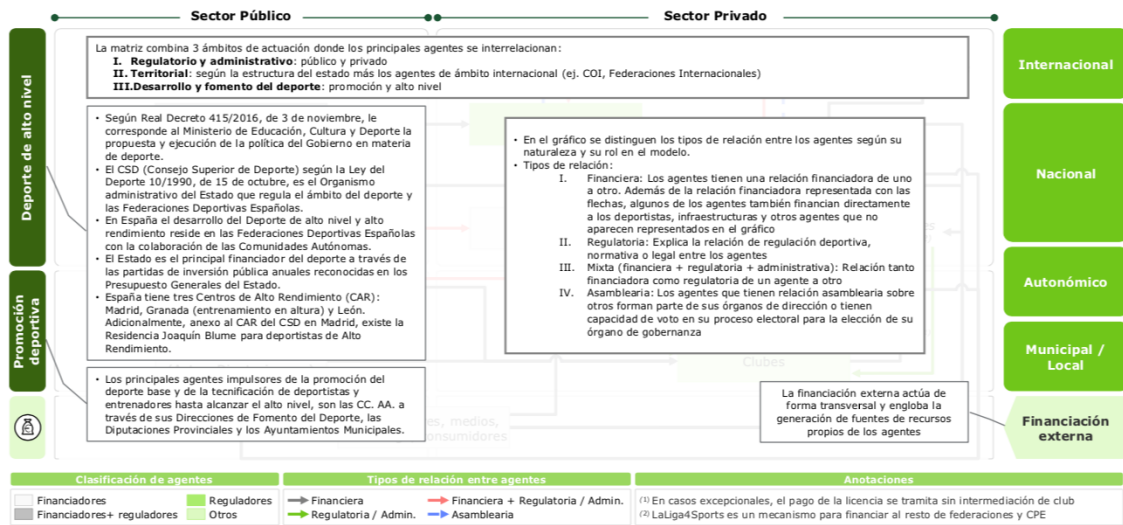 Sector Público
Sector Privado
Deporte de alto nivel
La matriz combina 3 ámbitos de actuación donde los principales agentes se interrelacionan:
I. Regulatorio y administrativo: público y privado
II. Territorial: según la estructura del estado más los agentes de ámbito internacional (ej. COI, Federaciones Internacionales)
III.Desarrollo y fomento del deporte: promoción y alto nivel
Internacional
• Según Real Decreto 415/2016, de 3 de noviembre, le
corresponde al Ministerio de Educación, Cultura y Deporte la
propuesta y ejecución de la política del Gobierno en materia
de deporte.
• El CSD (Consejo Superior de Deporte) según la Ley del
Deporte 10/1990, de 15 de octubre, es el Organismo
administrativo del Estado que regula el ámbito del deporte y
las Federaciones Deportivas Españolas.
• En España el desarrollo del Deporte de alto nivel y alto
rendimiento reside en las Federaciones Deportivas Españolas
con la colaboración de las Comunidades Autónomas.
• El Estado es el principal financiador del deporte a través de
las partidas de inversión pública anuales reconocidas en los
Presupuesto Generales del Estado.
• España tiene tres Centros de Alto Rendimiento (CAR):
Madrid, Granada (entrenamiento en altura) y León.
Adicionalmente, anexo al CAR del CSD en Madrid, existe la
Residencia Joaquín Blume para deportistas de Alto
Rendimiento.
• En el gráfico se distinguen los tipos de relación entre los agentes según su
naturaleza y su rol en el modelo.
• Tipos de relación:
I. Financiera: Los agentes tienen una relación financiadora de uno
a otro. Además de la relación financiadora representada con las
flechas, algunos de los agentes también financian directamente
a los deportistas, infraestructuras y otros agentes que no
aparecen representados en el gráfico
II. Regulatoria: Explica la relación de regulación deportiva,
normativa o legal entre los agentes
III. Mixta (financiera + regulatoria + administrativa): Relación tanto
financiadora como regulatoria de un agente a otro
IV. Asamblearia: Los agentes que tienen relación asamblearia sobre
otros forman parte de sus órganos de dirección o tienen
capacidad de voto en su proceso electoral para la elección de su
órgano de gobernanza
Nacional
Autonómico
Promoción
deportiva
Municipal /
Local
Clubes
• Los principales agentes impulsores de la promoción del
deporte base y de la tecnificación de deportistas y
entrenadores hasta alcanzar el alto nivel, son las CC. AA. a
través de sus Direcciones de Fomento del Deporte, las
Diputaciones Provinciales y los Ayuntamientos Municipales.
medios,
onsumidores
La financiación externa actúa de
forma transversal y engloba la
generación de fuentes de recursos
propios de los agentes
Financiación
externa
Clasificación de agentes
Financiadores
Reguladores
Financiadores+ reguladores
Otros
Tipos de relación entre agentes
Financiera
Financiera + Regulatoria / Admin.
Regulatoria / Admin.
Asamblearia
Anotaciones
(1) En casos excepcionales, el pago de la licencia se tramita sin intermediación de club
(2) LaLiga4Sports es un mecanismo para financiar al resto de federaciones y CPE